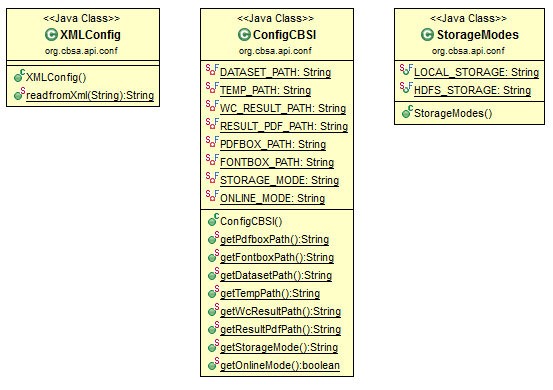 <<Java Class>>
XMLConfig
org.cbsa.api.conf
XMLConfig()
readfromXml(String):String
<<Java Class>>
ConfigCBSI
org.cbsa.api.conf
DATASET_PATH: String
TEMP_PATH: String
WC_RESULT_PATH: String
RESULT_PDF_PATH: String
PDFBOX_PATH: String
FONTBOX_PATH: String
STORAGE_MODE: String
ONLINE_MODE: String
ConfigCBSI()
getPdfboxPath():String
getFontboxPath():String
getDatasetPath():String
getTempPath():String
getWcResultPath():String
getResultPdfPath():String
getStorageMode():String
getOnlineMode():boolean
<<Java Class>>
StorageModes
org.cbsa.api.conf
LOCAL_STORAGE: String
HDFS_STORAGE: String
StorageModes()